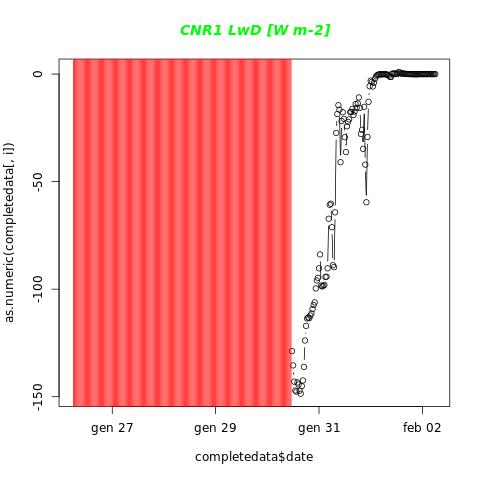 CNR1 LwD [W m-2]
as.numeric(completedata[, i])
0
-50
-100
-150
gen 27 gen 29 gen 31 feb 02
completedata$date